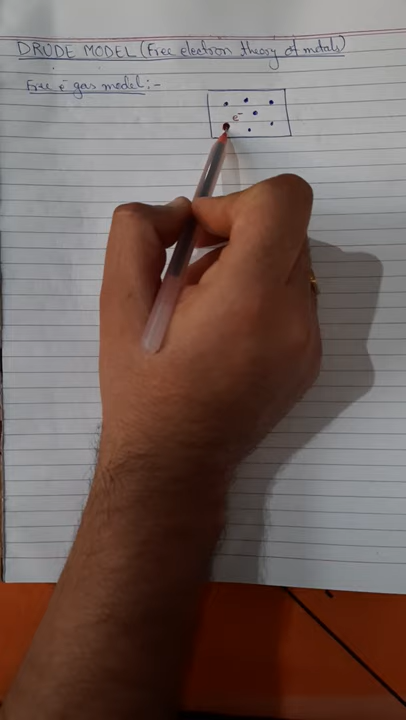 DRUDE MODEL (Free electron theory of metals)
Free e⁻ gas model:-
e⁻